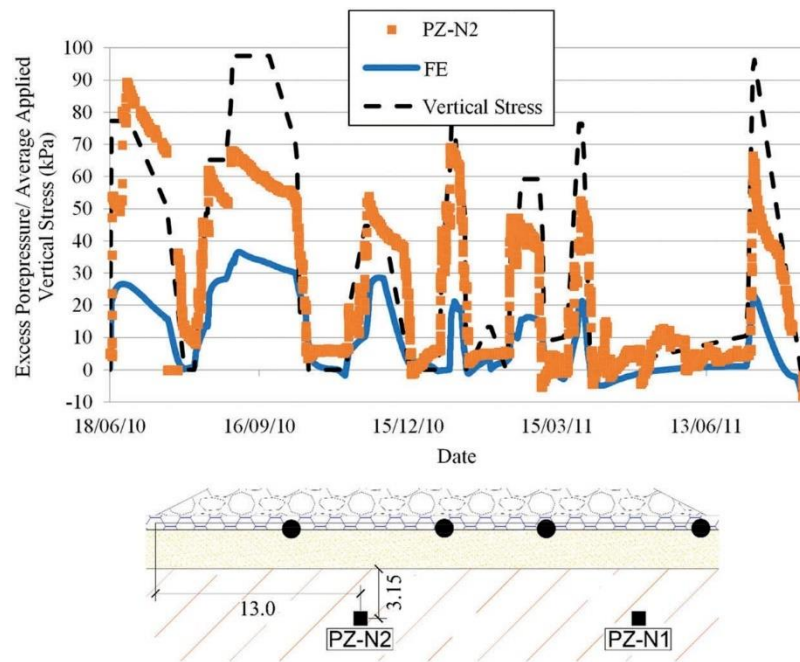 PZ-N2
FE
Vertical Stress
Excess Porepressure/ Average Applied
Vertical Stress (kPa)
100
90
80
70
60
50
40
30
20
10
0
-10
18/06/10
16/09/10
15/12/10
15/03/11
13/06/11
Date
13.0
3.15
PZ-N2
PZ-N1